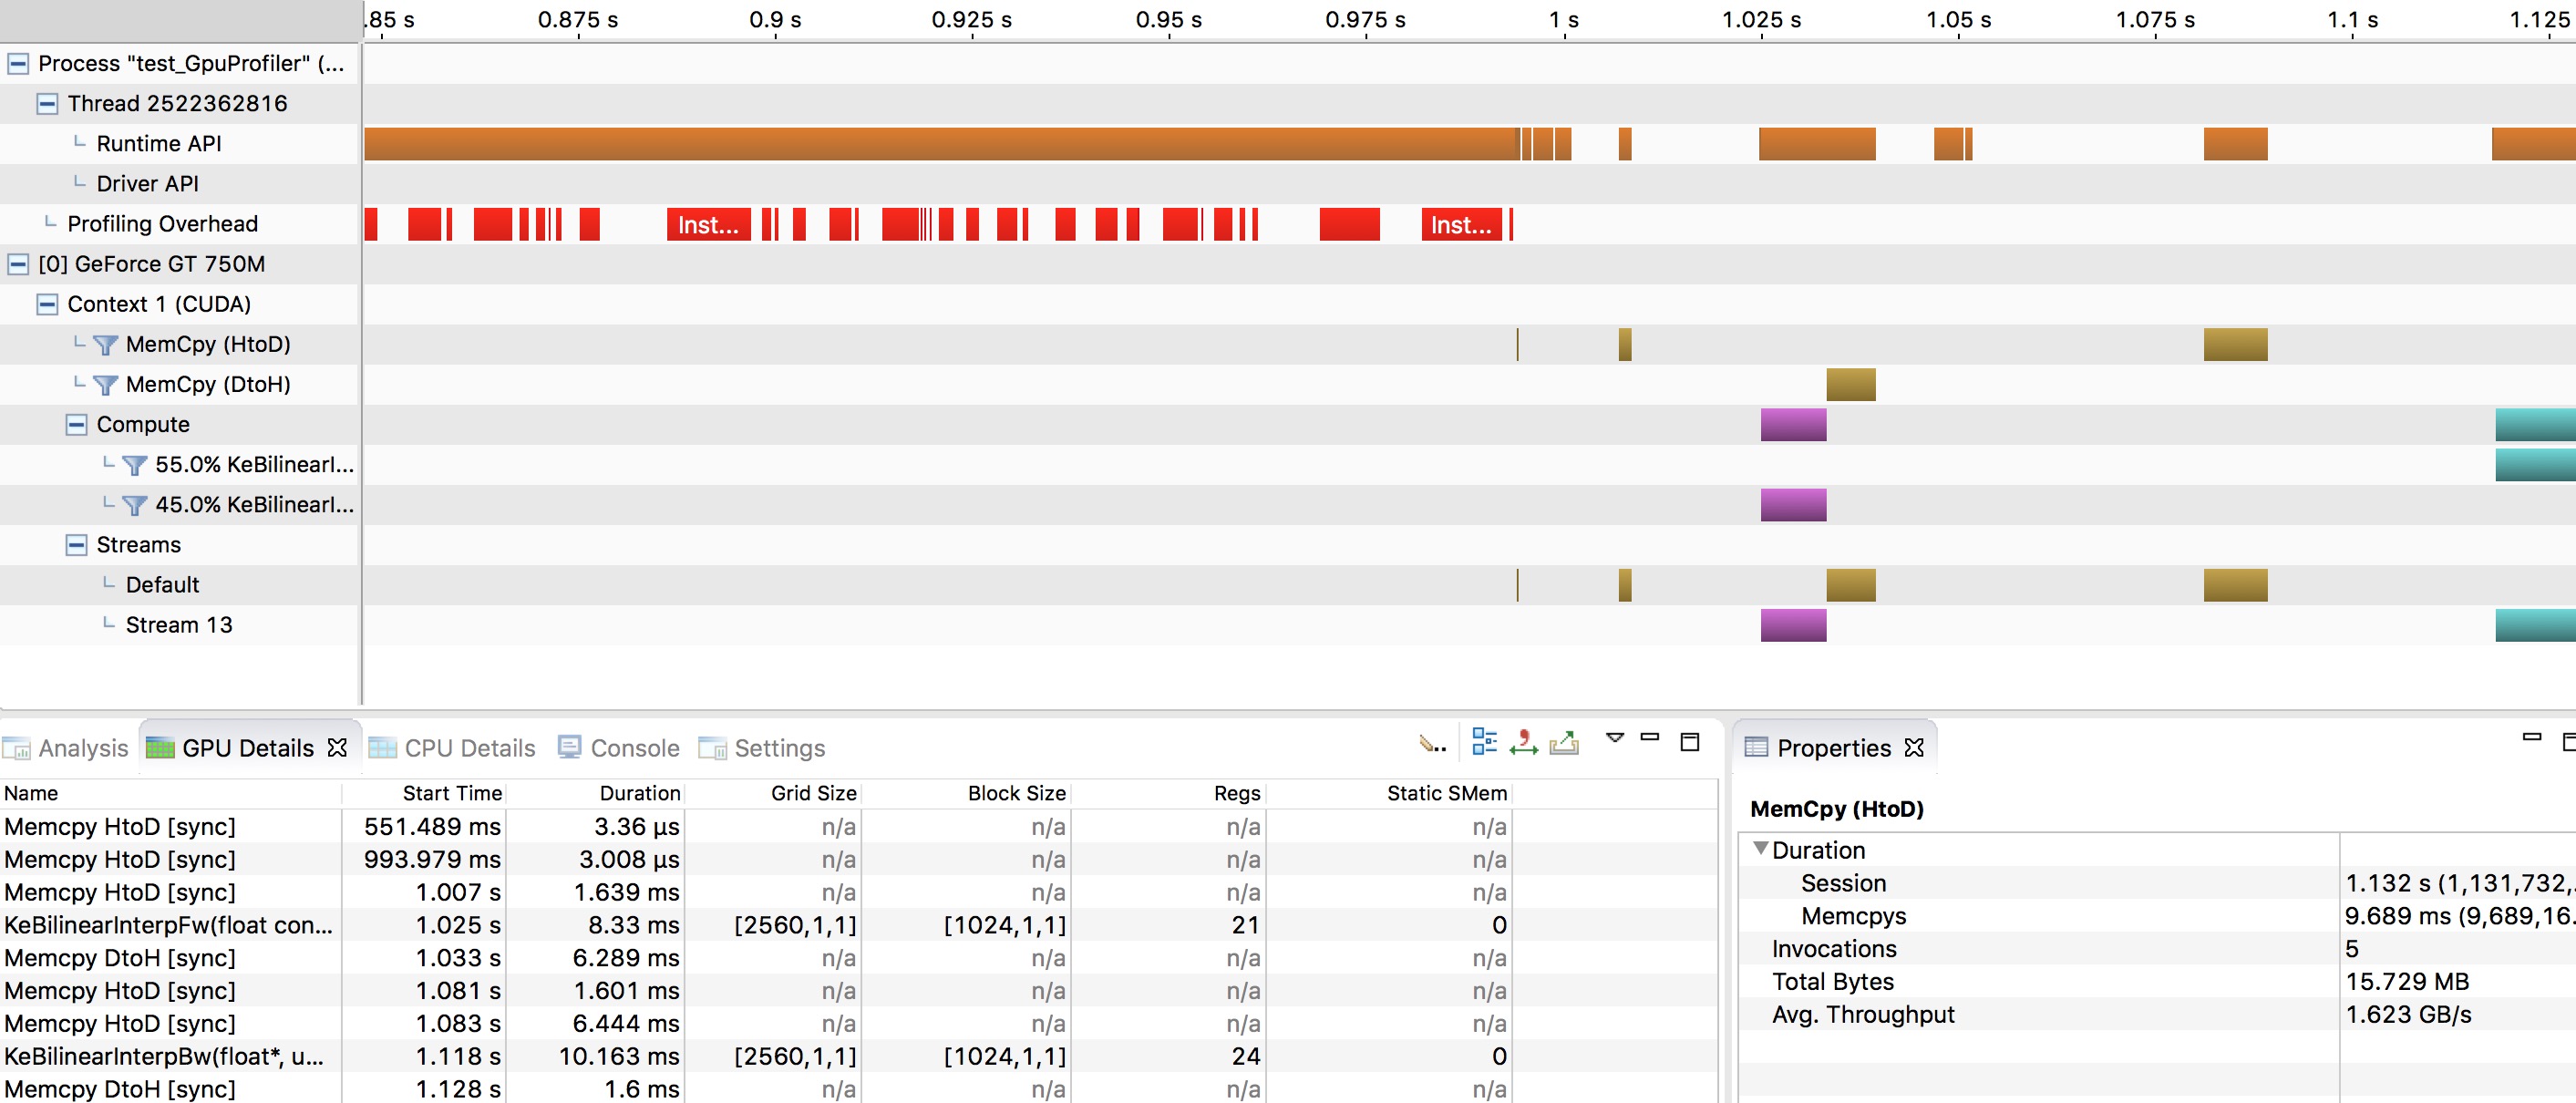 .85 s 0.875 s 0.9 s 0.925 s 0.95 s 0.975 s 1 s 1.025 s 1.05 s 1.075 s 1.1 s 1.125
Process "test_GpuProfiler" (...
Thread 2522362816
Runtime API
Driver API
Profiling Overhead Inst... Inst...
[0] GeForce GT 750M
Context 1 (CUDA)
MemCpy (HtoD)
MemCpy (DtoH)
Compute
55.0% KeBilinearI...
45.0% KeBilinearI...
Streams
Default
Stream 13
Analysis GPU Details CPU Details Console Settings
Name Start Time Duration Grid Size Block Size Regs Static SMem
Memcpy HtoD [sync] 551.489 ms 3.36 µs n/a n/a n/a n/a
Memcpy HtoD [sync] 993.979 ms 3.008 µs n/a n/a n/a n/a
Memcpy HtoD [sync] 1.007 s 1.639 ms n/a n/a n/a n/a
KeBilinearInterpFw(float con... 1.025 s 8.33 ms [2560,1,1] [1024,1,1] 21 0
Memcpy DtoH [sync] 1.033 s 6.289 ms n/a n/a n/a n/a
Memcpy HtoD [sync] 1.081 s 1.601 ms n/a n/a n/a n/a
Memcpy HtoD [sync] 1.083 s 6.444 ms n/a n/a n/a n/a
KeBilinearInterpBw(float*, u... 1.118 s 10.163 ms [2560,1,1] [1024,1,1] 24 0
Memcpy DtoH [sync] 1.128 s 1.6 ms n/a n/a n/a n/a
Properties
MemCpy (HtoD)
Duration
Session 1.132 s (1,131,732,.
Memcpys 9.689 ms (9,689,16.
Invocations 5
Total Bytes 15.729 MB
Avg. Throughput 1.623 GB/s